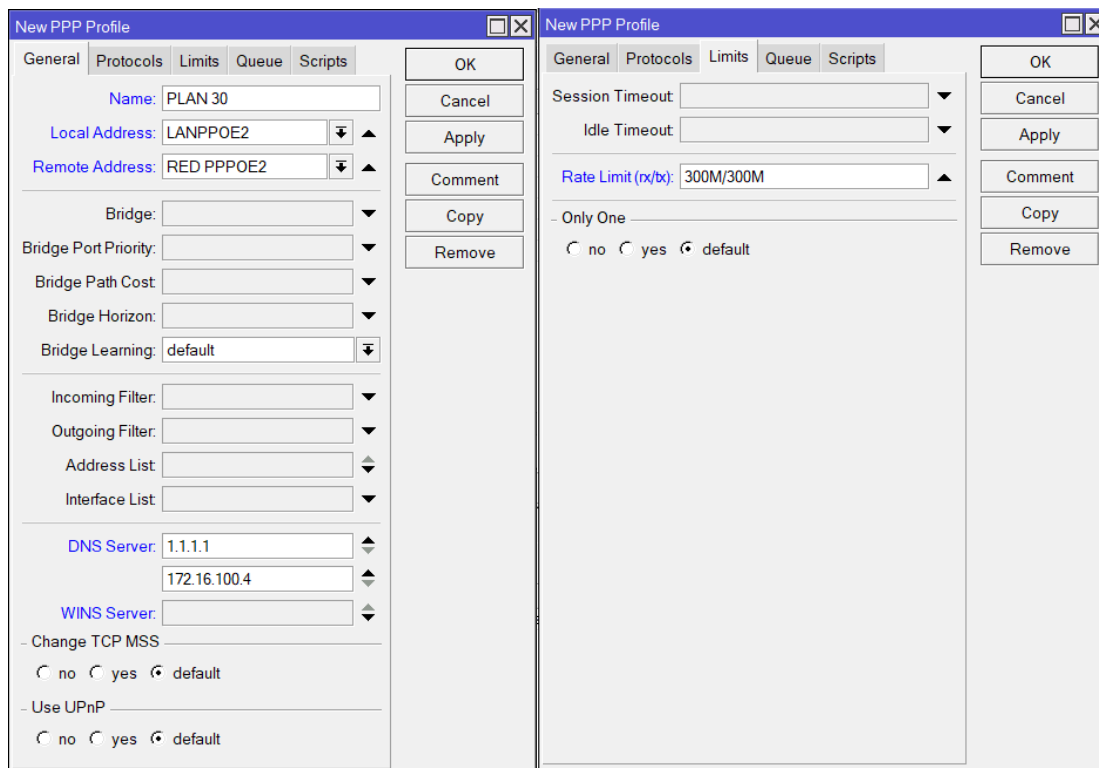 New PPP Profile
General Protocols Limits Queue Scripts
Name: PLAN 30
Local Address: LANPPOE2
Remote Address: RED PPPOE2
Bridge:
Bridge Port Priority:
Bridge Path Cost:
Bridge Horizon:
Bridge Learning: default
Incoming Filter:
Outgoing Filter:
Address List:
Interface List:
DNS Server: 1.1.1.1
172.16.100.4
WINS Server:
Change TCP MSS
no yes default
Use UPnP
no yes default
OK
Cancel
Apply
Comment
Copy
Remove
New PPP Profile
General Protocols Limits Queue Scripts
Session Timeout:
Idle Timeout:
Rate Limit (rx/tx): 300M/300M
Only One
no yes default
OK
Cancel
Apply
Comment
Copy
Remove